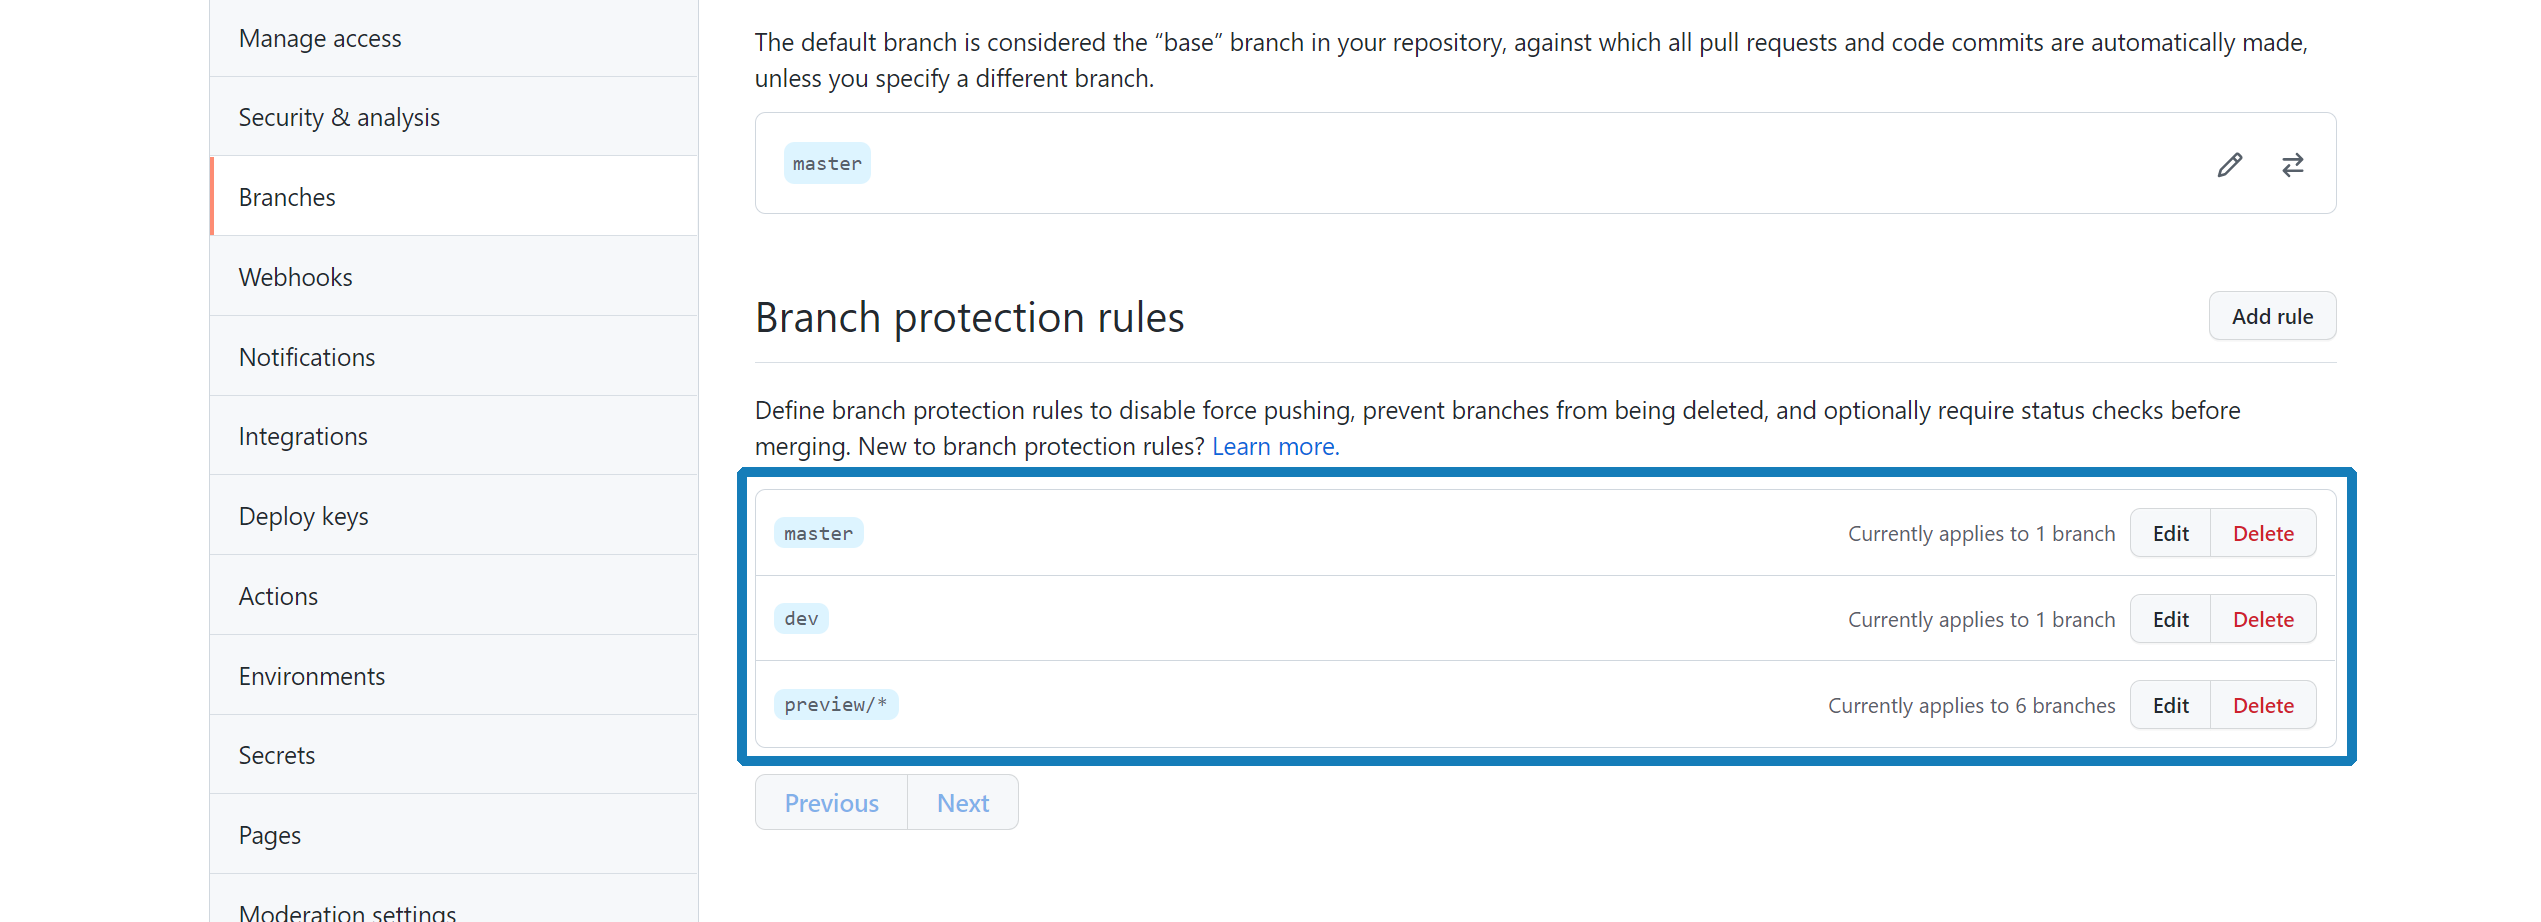 Manage access
Security & analysis
Branches
Webhooks
Notifications
Integrations
Deploy keys
Actions
Environments
Secrets
Pages
Moderation settings
The default branch is considered the “base” branch in your repository, against which all pull requests and code commits are automatically made,
unless you specify a different branch.
master
Branch protection rules
Add rule
Define branch protection rules to disable force pushing, prevent branches from being deleted, and optionally require status checks before
merging. New to branch protection rules? Learn more.
master Currently applies to 1 branch Edit Delete
dev Currently applies to 1 branch Edit Delete
preview/* Currently applies to 6 branches Edit Delete
Previous Next